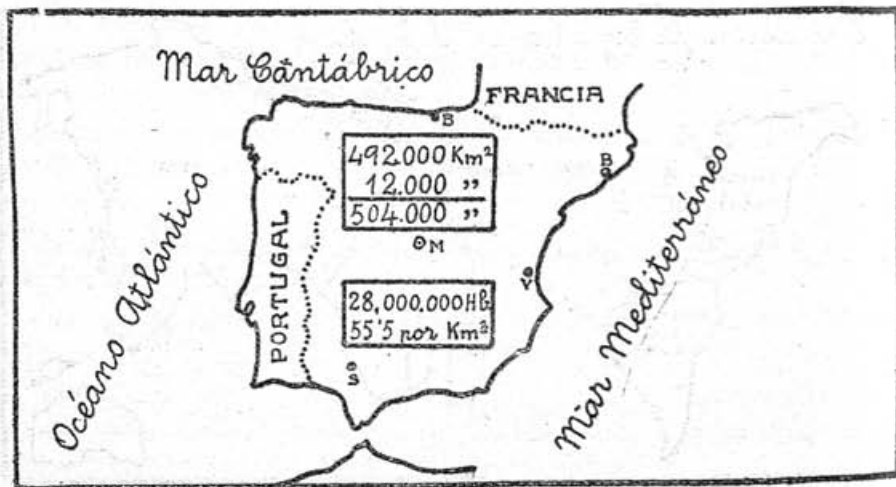 Mar Cantábrico
FRANCIA
B
492.000 Km²
12.000 ”
504.000 ”
B
M
Océano Atlántico
PORTUGAL
Mar Mediterráneo
V
28,000.000 Hb
55'5 por Km²
S